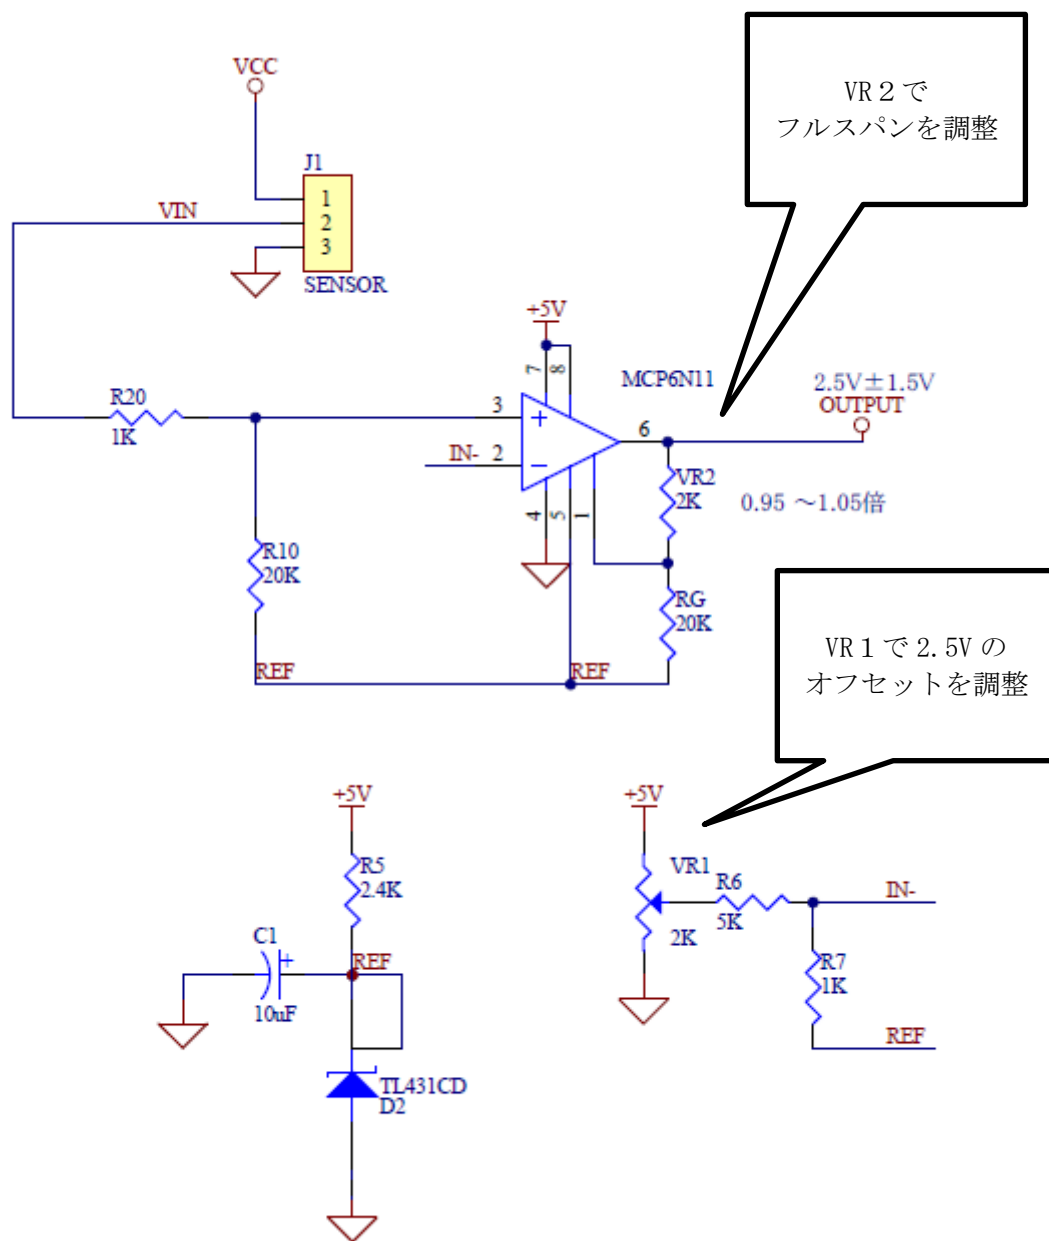 VR２で
フルスパンを調整
VCC
J1
1
2
3
VIN
SENSOR
+5V
7
8
MCP6N11
2.5V±1.5V
OUTPUT
R20
1K
3
6
IN-
2
VR2
2K
0.95 ～1.05倍
4
5
1
R10
20K
RG
20K
REF
REF
VR１で2.5Vの
オフセットを調整
+5V
+5V
R5
2.4K
VR1
2K
R6
5K
IN-
C1
10uF
REF
R7
1K
REF
TL431CD
D2